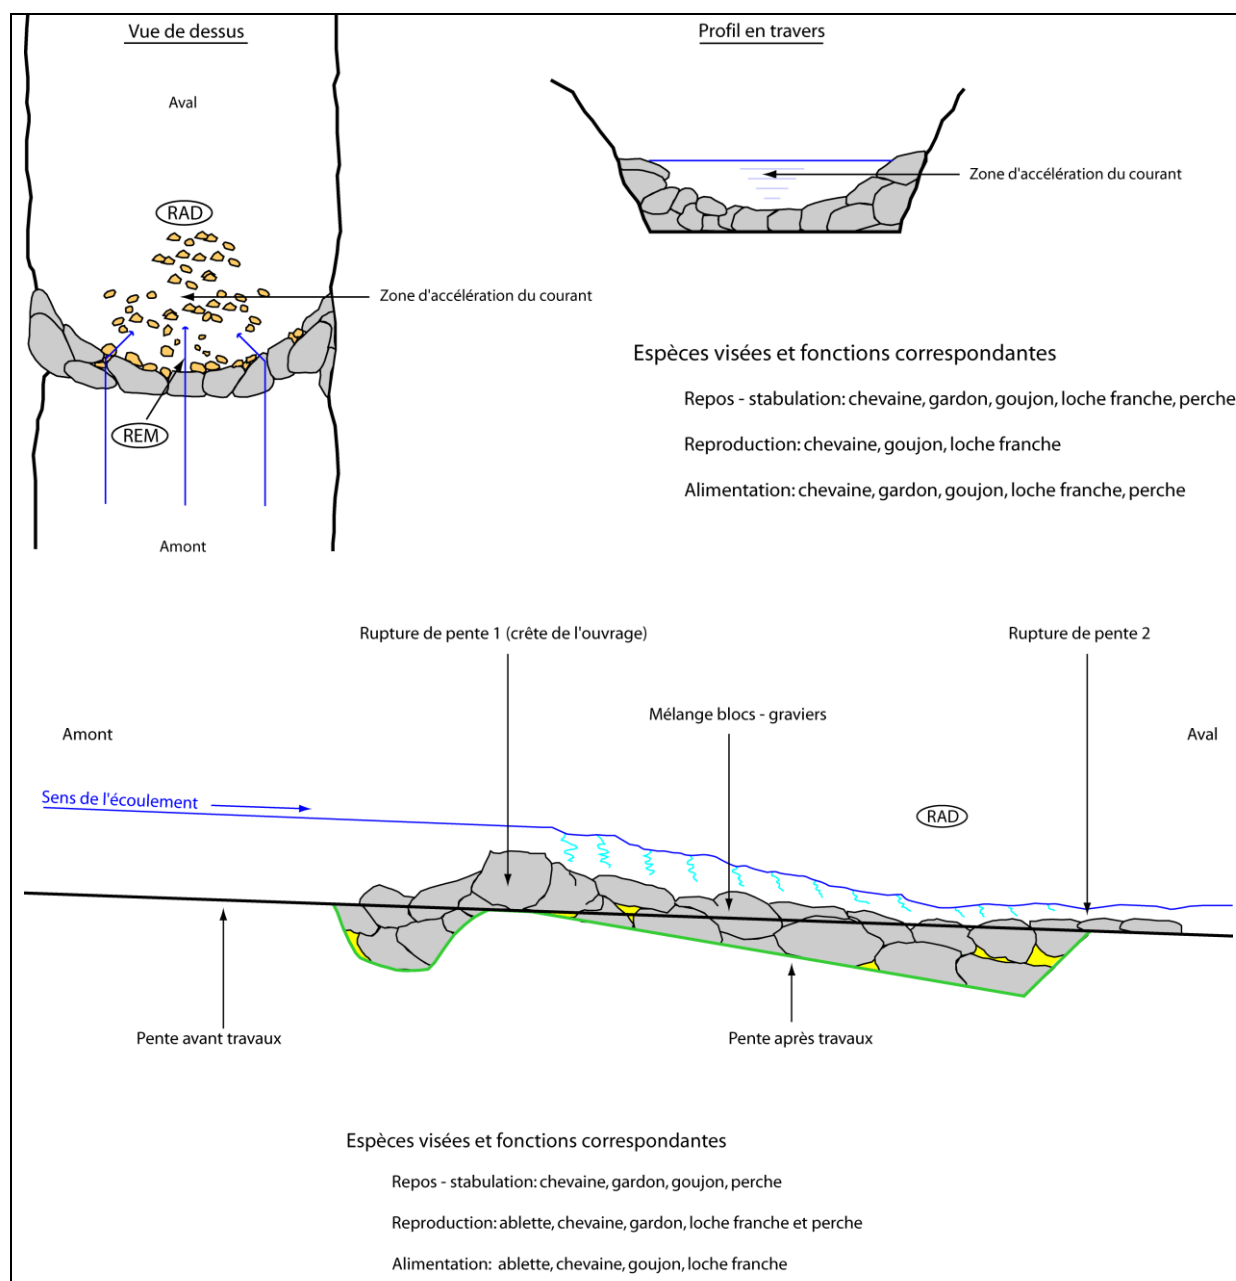 Vue de dessus
Profil en travers
Aval
Zone d'accélération du courant
RAD
Zone d'accélération du courant
Espèces visées et fonctions correspondantes
Repos - stabulation: chevaine, gardon, goujon, loche franche, perche
REM
Reproduction: chevaine, goujon, loche franche
Alimentation: chevaine, gardon, goujon, loche franche, perche
Amont
Rupture de pente 1 (crête de l'ouvrage)
Rupture de pente 2
Mélange blocs - graviers
Amont
Aval
Sens de l'écoulement
RAD
Pente avant travaux
Pente après travaux
Espèces visées et fonctions correspondantes
Repos - stabulation: chevaine, gardon, goujon, perche
Reproduction: ablette, chevaine, gardon, loche franche et perche
Alimentation: ablette, chevaine, goujon, loche franche